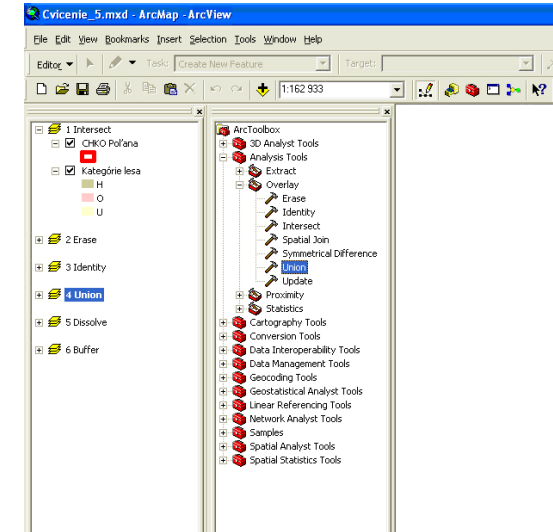 Cvicenie_5.mxd - ArcMap - ArcView
File Edit View Bookmarks Insert Selection Tools Window Help
Editor Task: Create New Feature Target:
1:162 933
1 Intersect
CHKO Poľana
Kategórie lesa
H
O
U
2 Erase
3 Identity
4 Union
5 Dissolve
6 Buffer
ArcToolbox
3D Analyst Tools
Analysis Tools
Extract
Overlay
Erase
Identity
Intersect
Spatial Join
Symmetrical Difference
Union
Update
Proximity
Statistics
Cartography Tools
Conversion Tools
Data Interoperability Tools
Data Management Tools
Geocoding Tools
Geostatistical Analyst Tools
Linear Referencing Tools
Network Analyst Tools
Samples
Spatial Analyst Tools
Spatial Statistics Tools